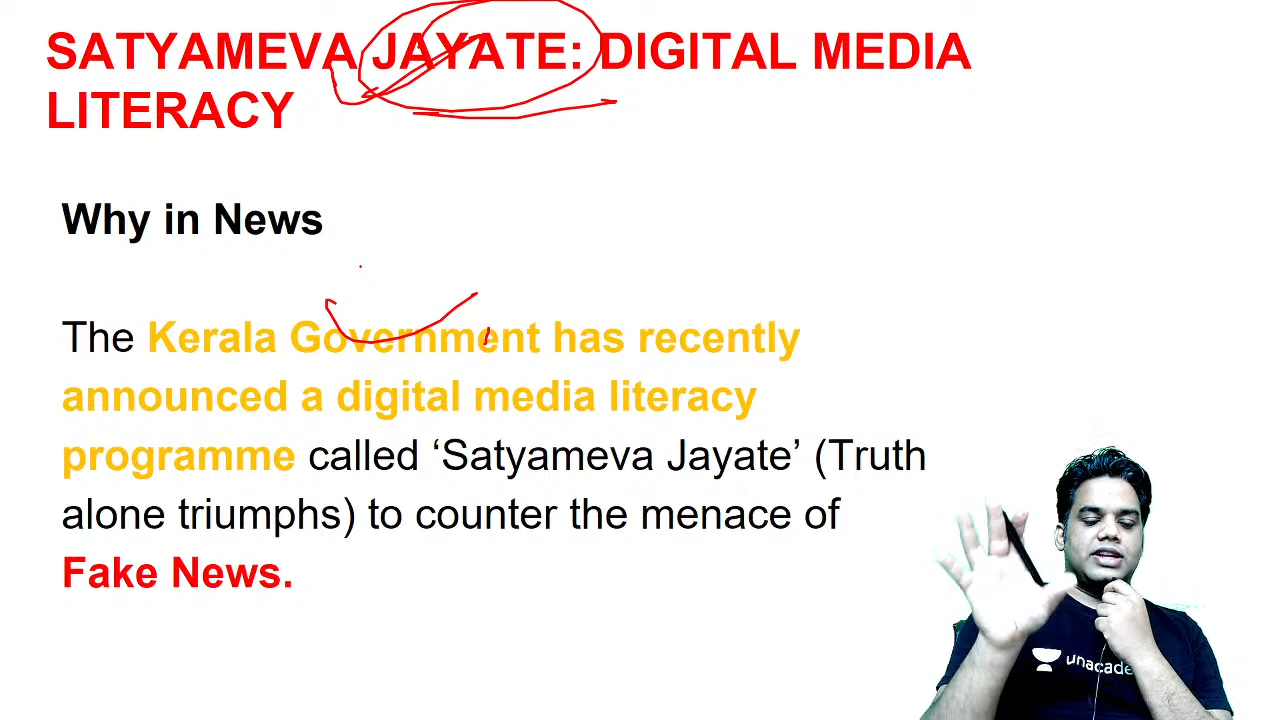 SATYAMEVA JAYATE: DIGITAL MEDIA
LITERACY
Why in News
The Kerala Government has recently
announced a digital media literacy
programme called ‘Satyameva Jayate’ (Truth
alone triumphs) to counter the menace of
Fake News.
unacade